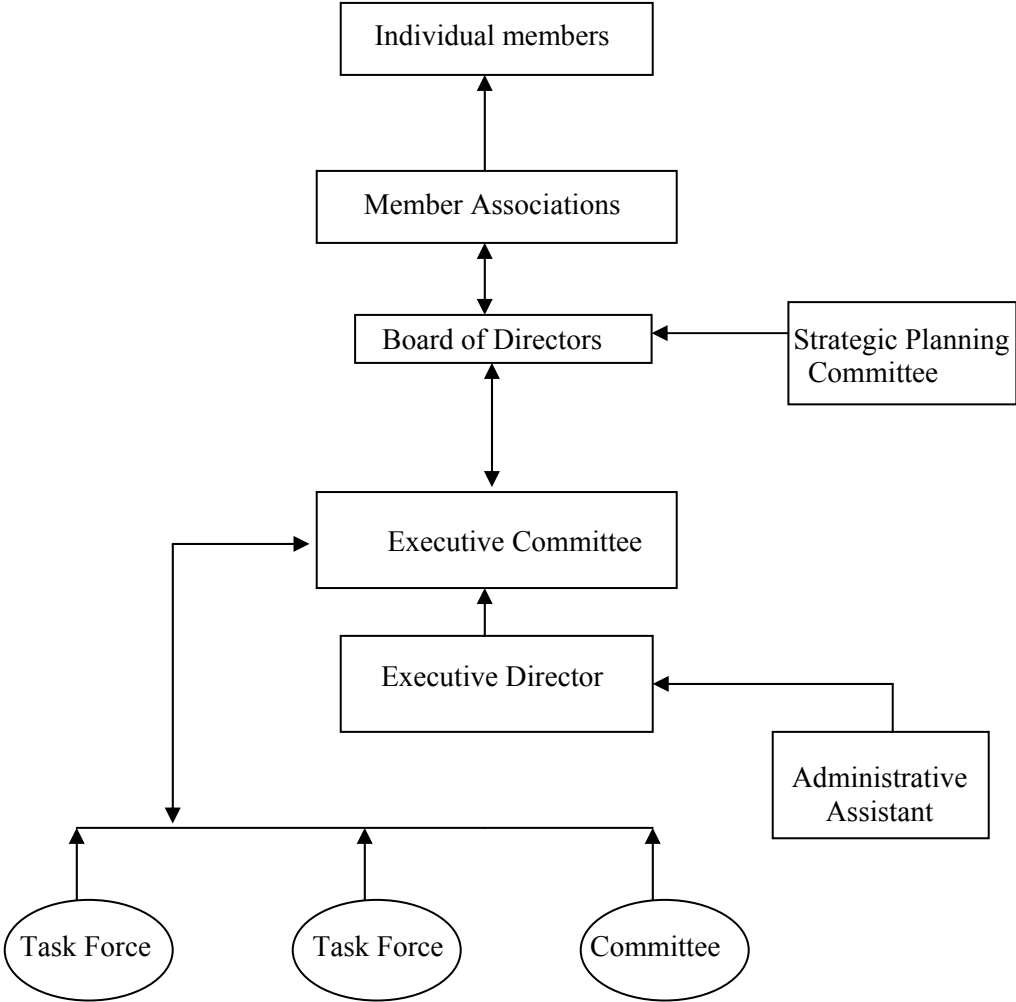 Individual members
Member Associations
Board of Directors
Strategic Planning
Committee
Executive Committee
Executive Director
Administrative
Assistant
Task Force
Task Force
Committee